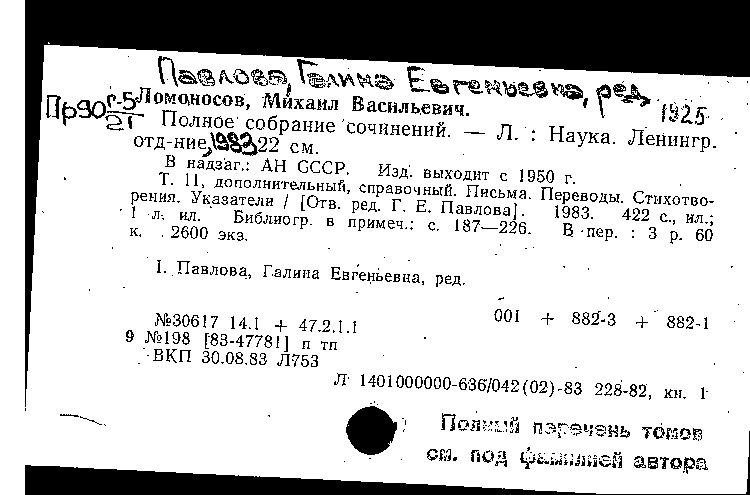 Павлова, Галина Евгеньевна, ред. 1925
Пр90 Г-5/2Г
Ломоносов, Михаил Васильевич.
Полное собрание сочинений. — Л. : Наука. Ленингр.
отд-ние, 1983 22 см.
В надзаг.: АН СССР. Изд. выходит с 1950 г.
Т. 11, дополнительный, справочный. Письма. Переводы. Стихотво-
рения. Указатели / [Отв. ред. Г. Е. Павлова]. 1983. 422 с., ил.;
1 л. ил. Библиогр. в примеч.: с. 187—226. В пер. : 3 р. 60
к. 2600 экз.
I. Павлова, Галина Евгеньевна, ред.
001 + 882-3 + 882-1
№30617 14.1 + 47.2.1.1
9 №198 [83-47781] п тп
ВКП 30.08.83 Л753
Л 1401000000-636/042(02)-83 228-82, кн. 1
Полный перечень томов
см. под фамилией автора